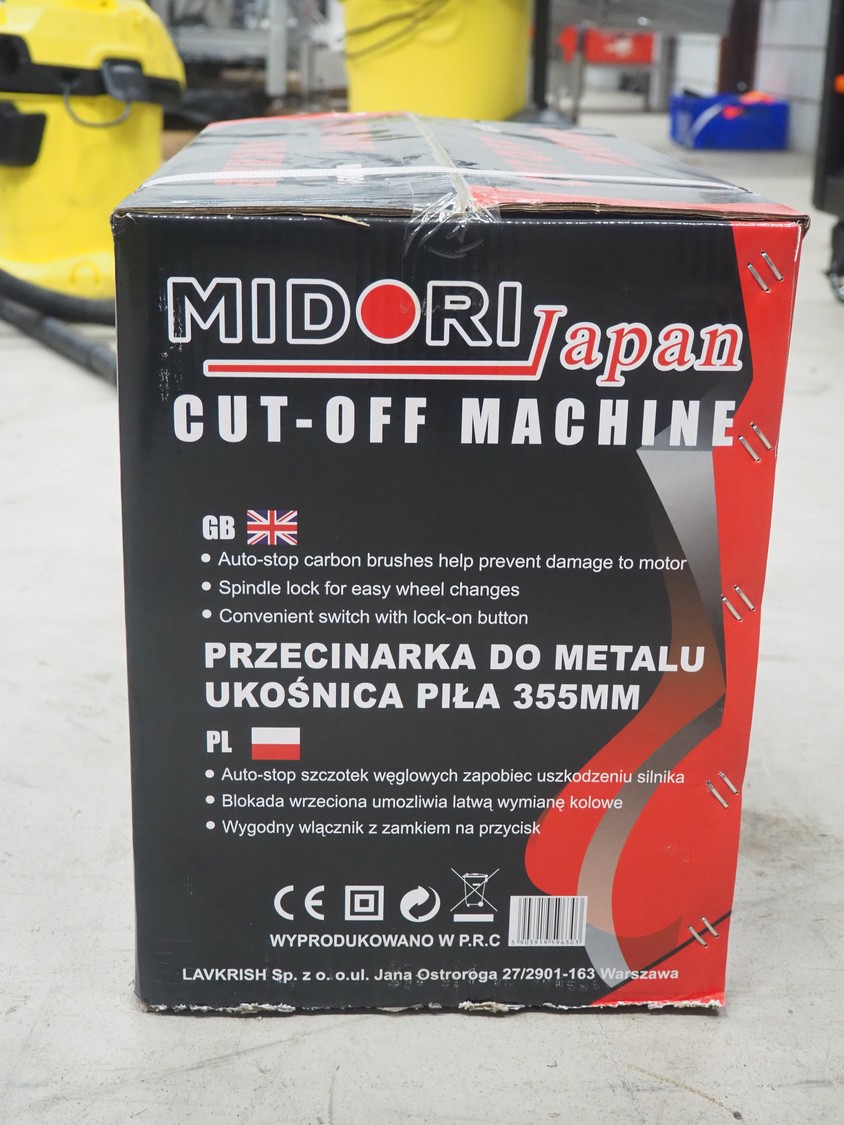 MIDORI Japan
CUT-OFF MACHINE
GB
Auto-stop carbon brushes help prevent damage to motor
Spindle lock for easy wheel changes
Convenient switch with lock-on button
PRZECINARKA DO METALU
UKOŚNICA PIŁA 355MM
PL
Auto-stop szczotek węglowych zapobiec uszkodzeniu silnika
Blokada wrzeciona umozliwia latwą wymianę kolowe
Wygodny wlącznik z zamkiem na przycisk
CE
WYPRODUKOWANO W P.R.C
5 903919 596303
LAVKRISH Sp. z o. o.ul. Jana Ostroroga 27/2901-163 Warszawa